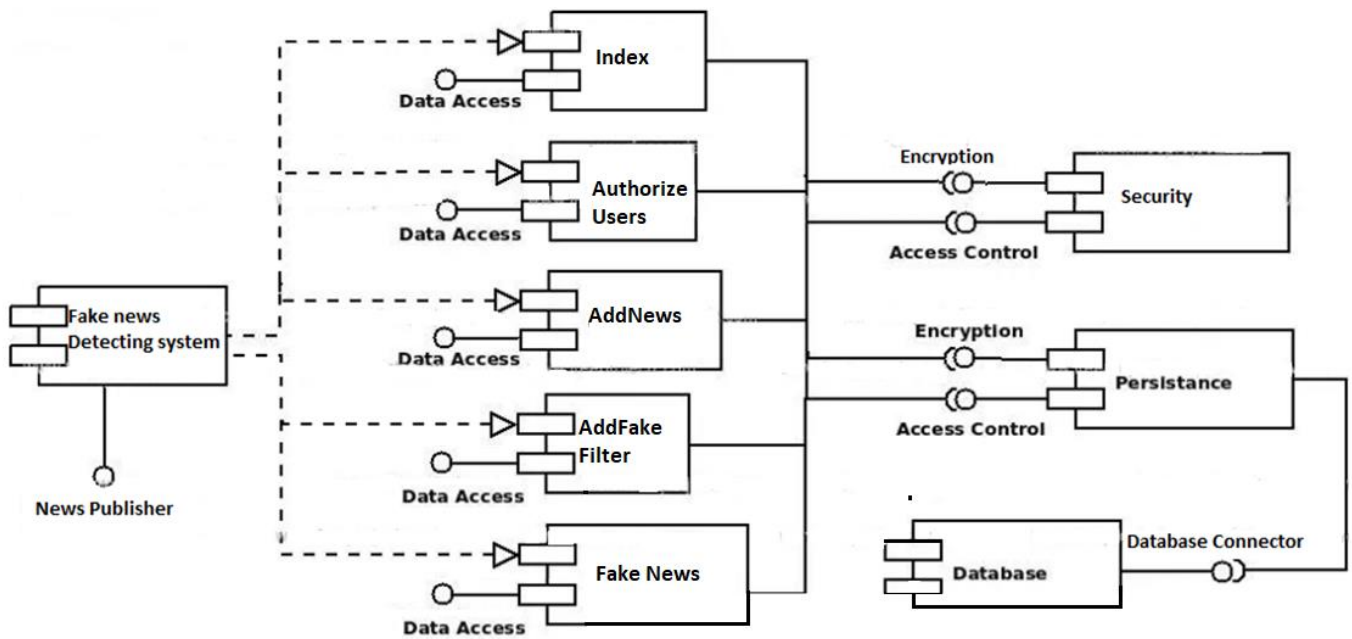 Index
Data Access
Authorize
Users
Data Access
Encryption
Security
Access Control
Fake news
Detecting system
AddNews
Data Access
Encryption
Persistance
Access Control
News Publisher
AddFake
Filter
Data Access
Fake News
Data Access
Database Connector
Database